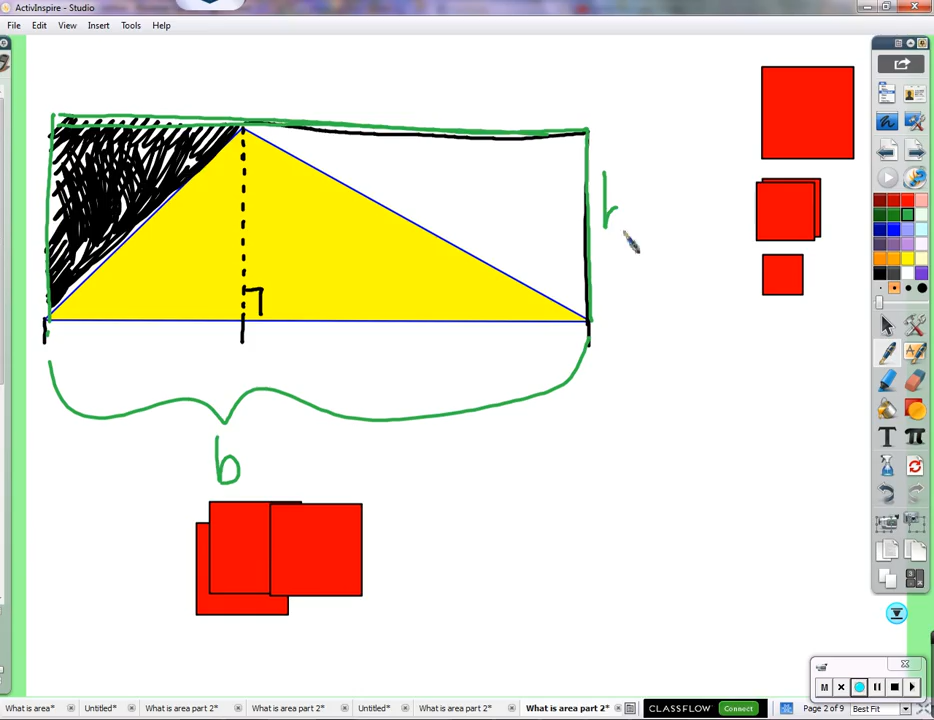 ActivInspire - Studio
File Edit View Insert Tools Help
b
What is area* Untitled* What is area part 2* What is area part 2* Untitled* What is area part 2* What is area part 2* CLASSFLOW Connect Page 2 of 9 Best Fit
M
T π